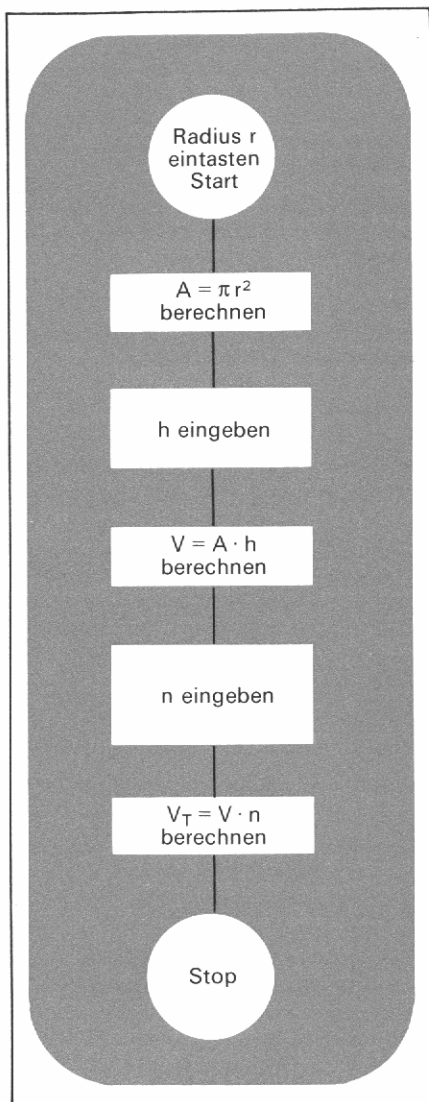 Radius r
eintasten
Start
A = π r²
berechnen
h eingeben
V = A · h
berechnen
n eingeben
V_T = V · n
berechnen
Stop